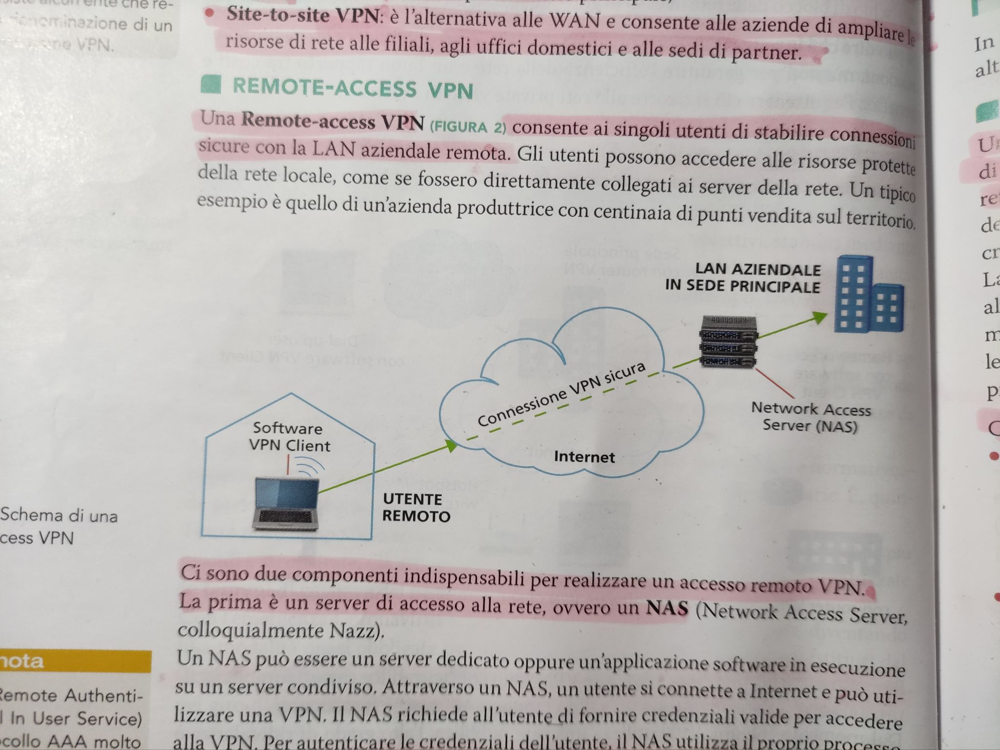 ente che re-
denominazione di un
VPN.
• Site-to-site VPN: è l'alternativa alle WAN e consente alle aziende di ampliare le
risorse di rete alle filiali, agli uffici domestici e alle sedi di partner.
REMOTE-ACCESS VPN
Una Remote-access VPN (FIGURA 2) consente ai singoli utenti di stabilire connessioni
sicure con la LAN aziendale remota. Gli utenti possono accedere alle risorse protette
della rete locale, come se fossero direttamente collegati ai server della rete. Un tipico
esempio è quello di un'azienda produttrice con centinaia di punti vendita sul territorio.
LAN AZIENDALE
IN SEDE PRINCIPALE
Connessione VPN sicura
Network Access
Server (NAS)
Software
VPN Client
Internet
UTENTE
REMOTO
Schema di una
cess VPN
Ci sono due componenti indispensabili per realizzare un accesso remoto VPN.
La prima è un server di accesso alla rete, ovvero un NAS (Network Access Server,
colloquialmente Nazz).
Un NAS può essere un server dedicato oppure un'applicazione software in esecuzione
su un server condiviso. Attraverso un NAS, un utente si connette a Internet e può uti-
lizzare una VPN. Il NAS richiede all'utente di fornire credenziali valide per accedere
alla VPN. Per autenticare le credenziali dell'utente, il NAS utilizza il proprio processo
nota
Remote Authenti-
l In User Service)
ocollo AAA molto
In
alt
di
de
cr
La
al
m
le